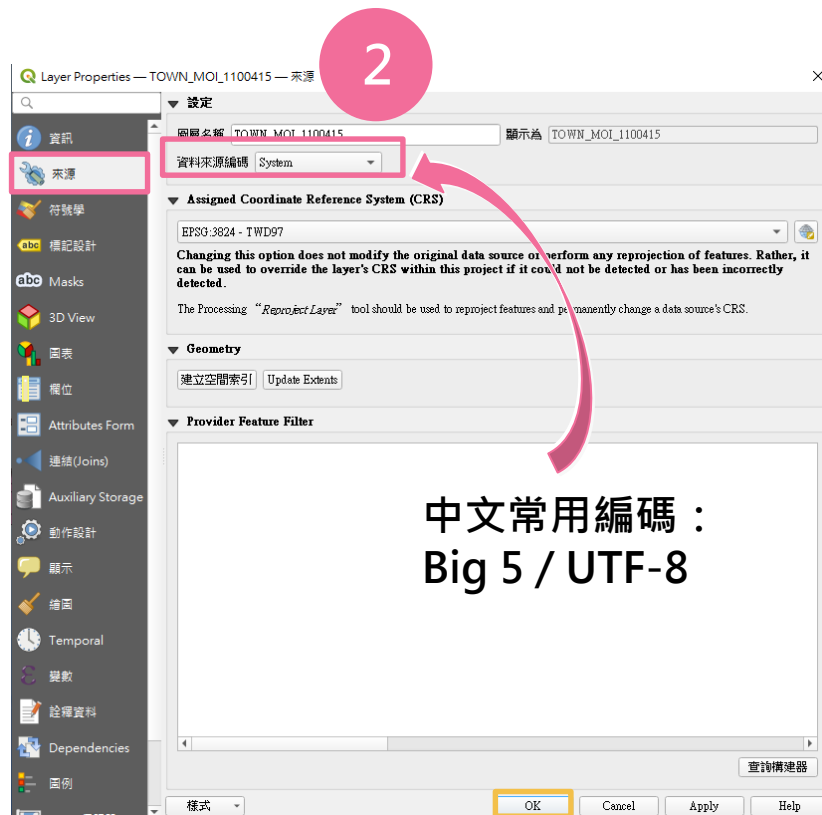 2
Layer Properties — TOWN_MOI_1100415 — 來源
設定
圖層名稱 TOWN_MOI_1100415 顯示為 TOWN_MOI_1100415
資料來源編碼 System
Assigned Coordinate Reference System (CRS)
EPSG:3824 - TWD97
Changing this option does not modify the original data source or perform any reprojection of features. Rather, it
can be used to override the layer's CRS within this project if it could not be detected or has been incorrectly
detected.
The Processing “Reproject Layer” tool should be used to reproject features and permanently change a data source's CRS.
Geometry
建立空間索引 Update Extents
Provider Feature Filter
中文常用編碼：
Big 5 / UTF-8
查詢構建器
樣式 OK Cancel Apply Help
資訊
來源
符號學
abc 標記設計
abc Masks
3D View
圖表
欄位
Attributes Form
連結(Joins)
Auxiliary Storage
動作設計
顯示
繪圖
Temporal
ε 變數
詮釋資料
Dependencies
圖例